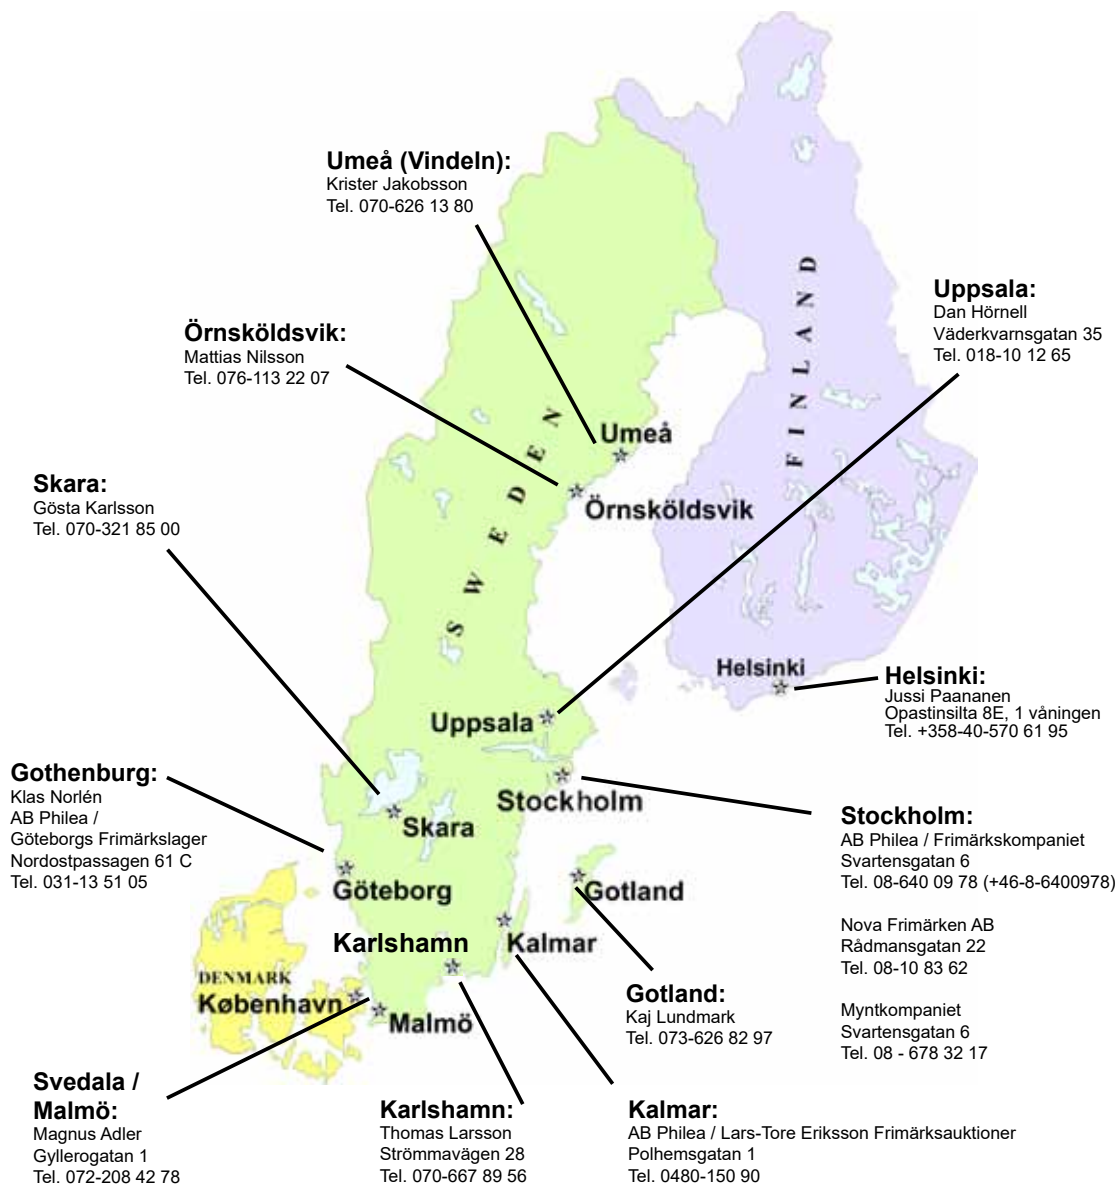 Umeå (Vindeln):
Krister Jakobsson
Tel. 070-626 13 80
Uppsala:
Dan Hörnell
Väderkvarnsgatan 35
Tel. 018-10 12 65
Örnsköldsvik:
Mattias Nilsson
Tel. 076-113 22 07
Skara:
Gösta Karlsson
Tel. 070-321 85 00
FINLAND
SWEDEN
Umeå
Örnsköldsvik
Helsinki
Helsinki:
Jussi Paananen
Opastinsilta 8E, 1 våningen
Tel. +358-40-570 61 95
Uppsala
Stockholm
Skara
Gothenburg:
Klas Norlén
AB Philea /
Göteborgs Frimärkslager
Nordostpassagen 61 C
Tel. 031-13 51 05
Stockholm:
AB Philea / Frimärkskompaniet
Svartensgatan 6
Tel. 08-640 09 78 (+46-8-6400978)
Nova Frimärken AB
Rådmansgatan 22
Tel. 08-10 83 62
Myntkompaniet
Svartensgatan 6
Tel. 08 - 678 32 17
Göteborg
Gotland
Karlshamn
Kalmar
DENMARK
København
Malmö
Gotland:
Kaj Lundmark
Tel. 073-626 82 97
Svedala /
Malmö:
Magnus Adler
Gyllerogatan 1
Tel. 072-208 42 78
Karlshamn:
Thomas Larsson
Strömmavägen 28
Tel. 070-667 89 56
Kalmar:
AB Philea / Lars-Tore Eriksson Frimärksauktioner
Polhemsgatan 1
Tel. 0480-150 90